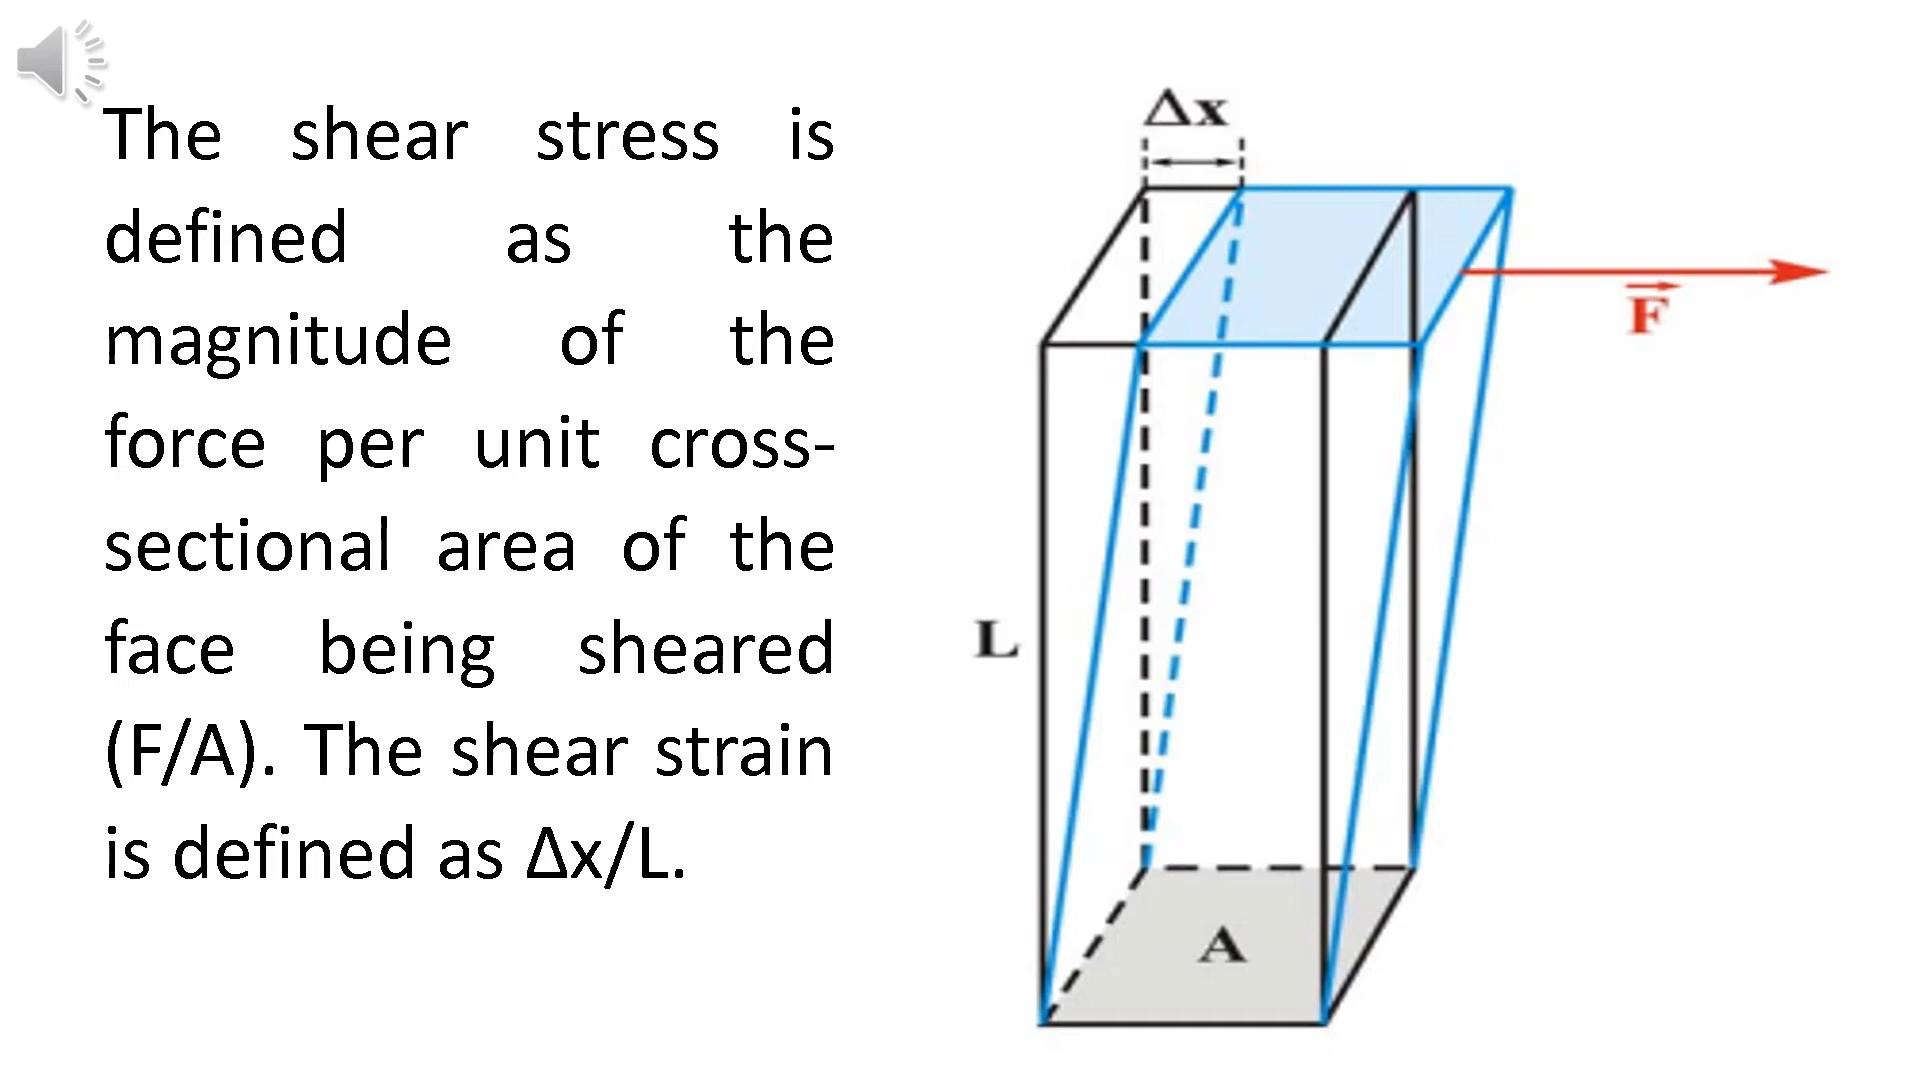 The shear stress is
defined as the
magnitude of the
force per unit cross-
sectional area of the
face being sheared
(F/A). The shear strain
is defined as Δx/L.
Δx
F
L
A